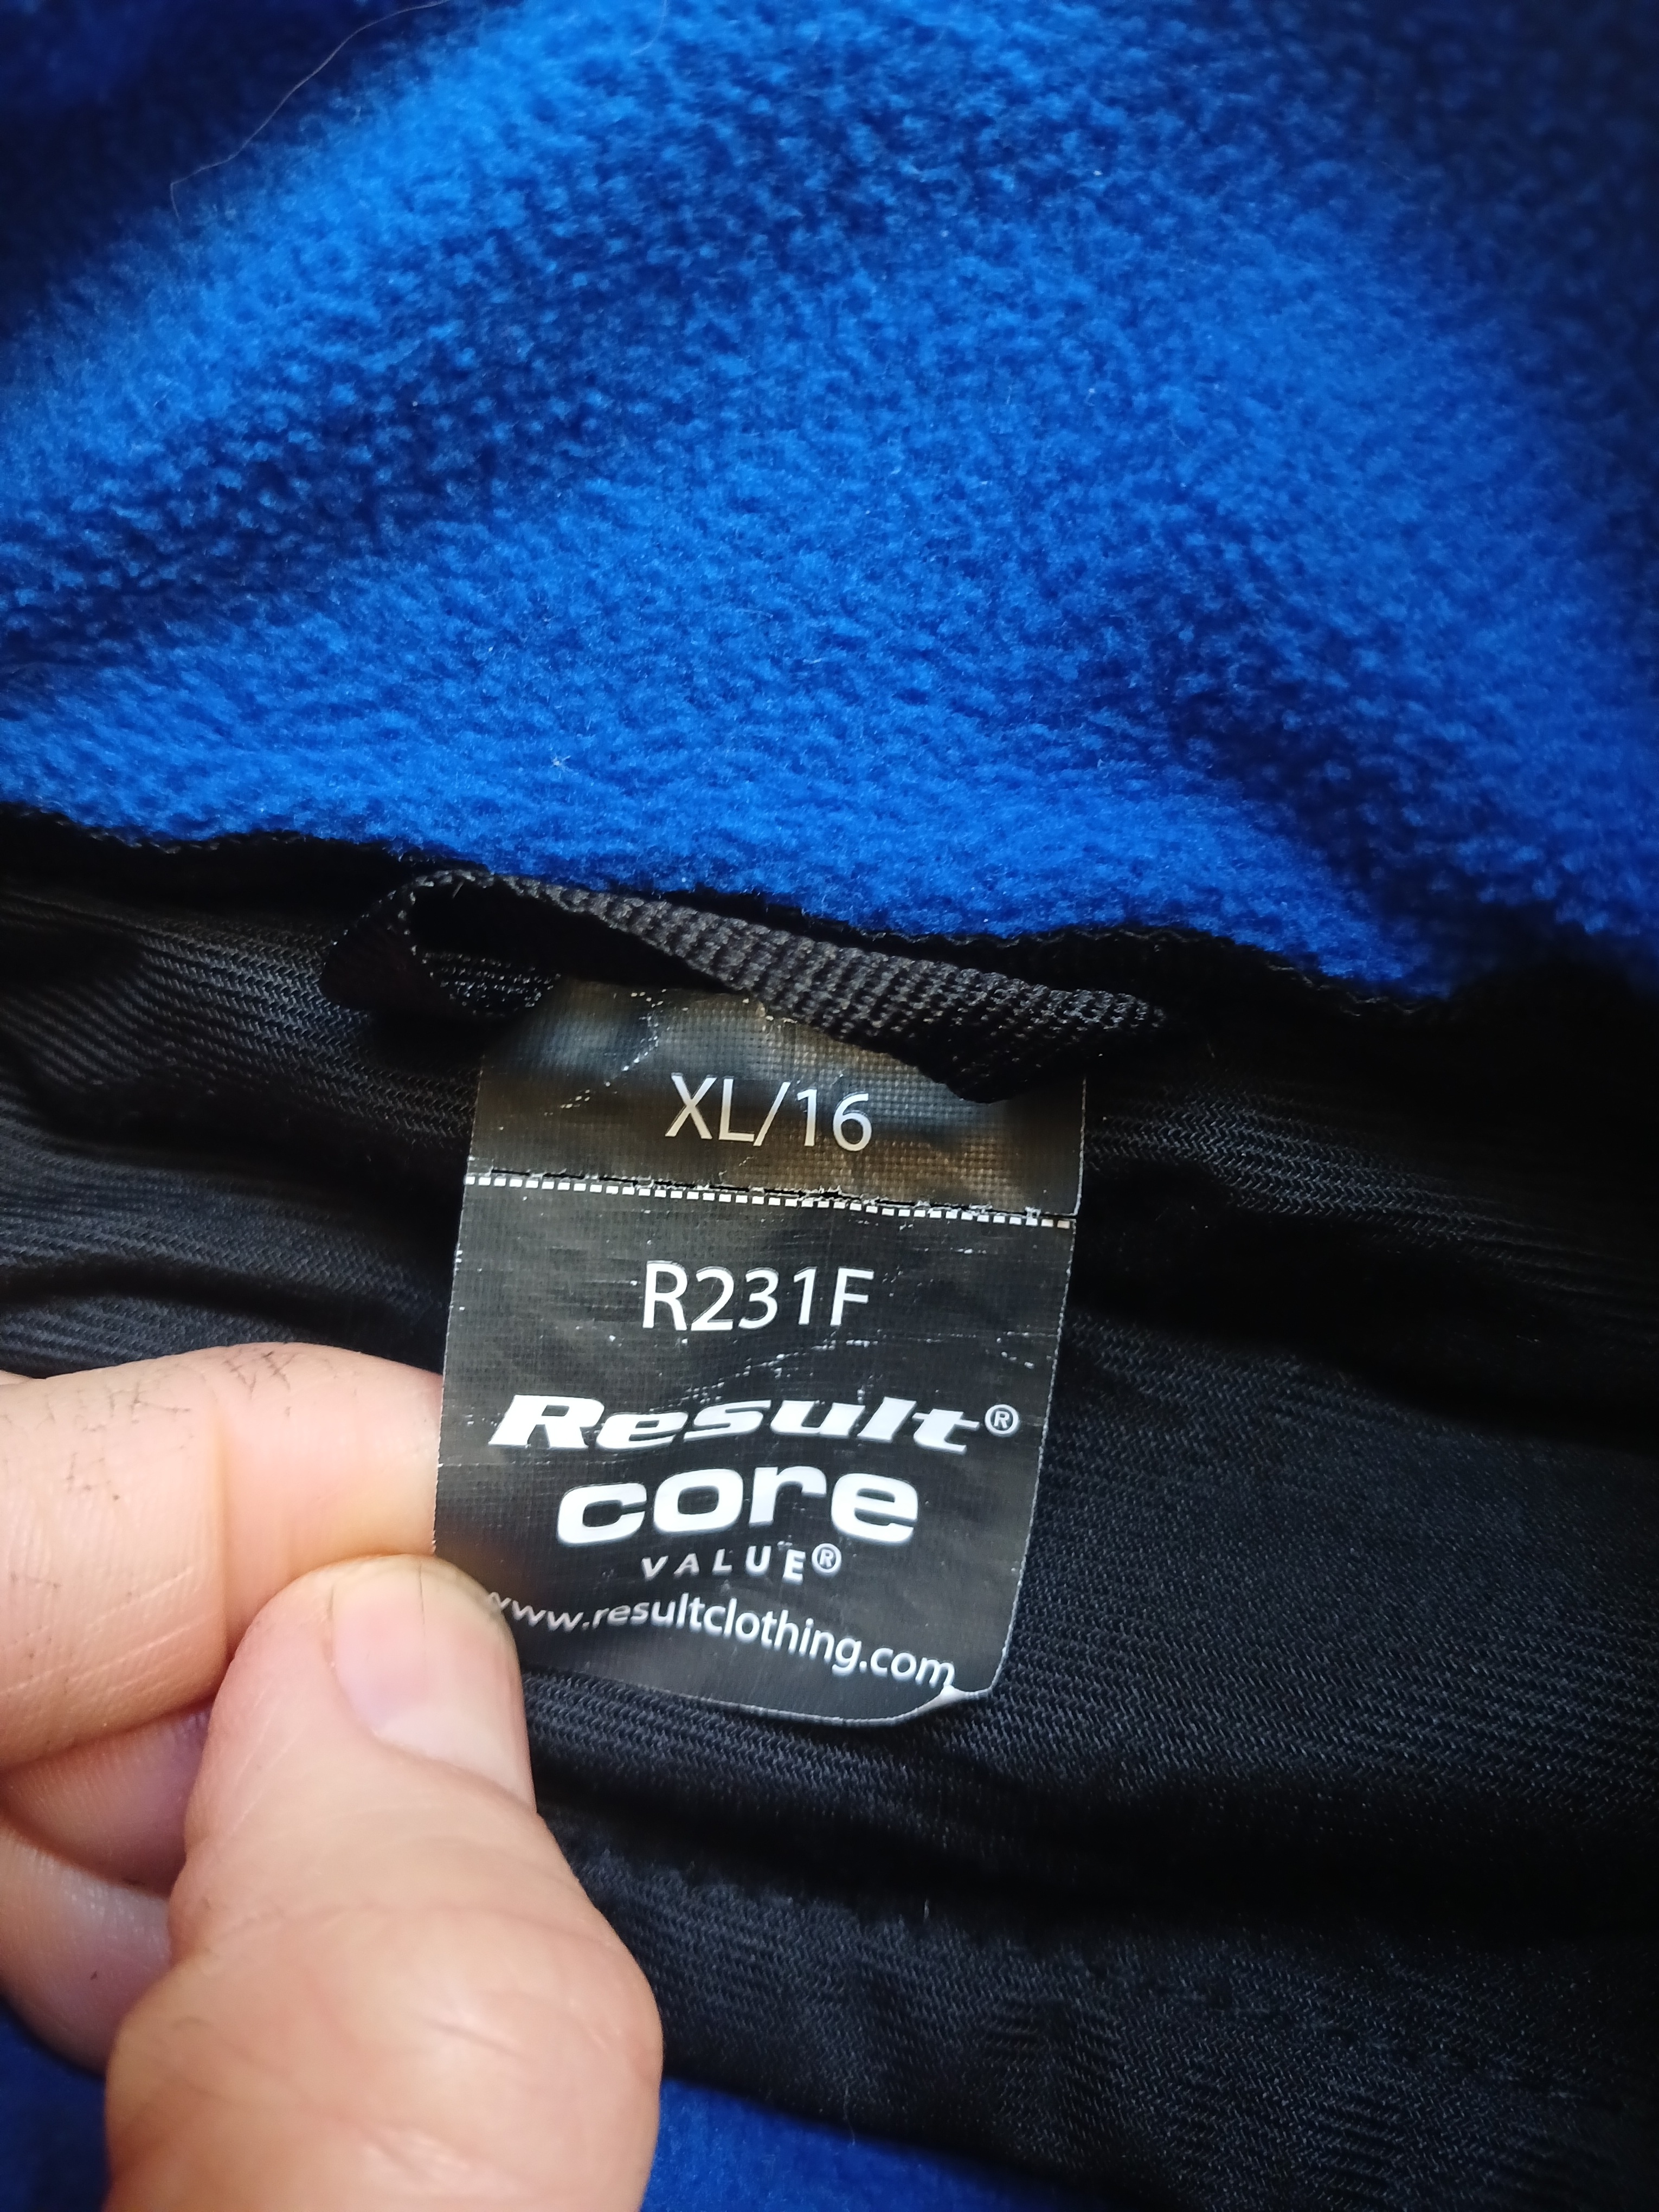 XL/16
R231F
Result®
core
VALUE®
www.resultclothing.com